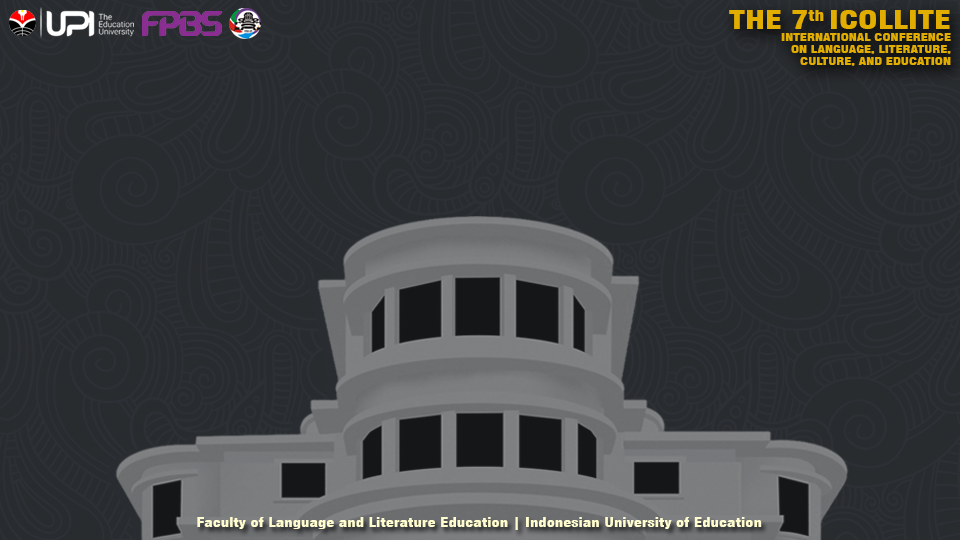 UPI
The
Education
University
FPBS
THE 7th ICOLLITE
INTERNATIONAL CONFERENCE
ON LANGUAGE, LITERATURE,
CULTURE, AND EDUCATION
Faculty of Language and Literature Education | Indonesian University of Education